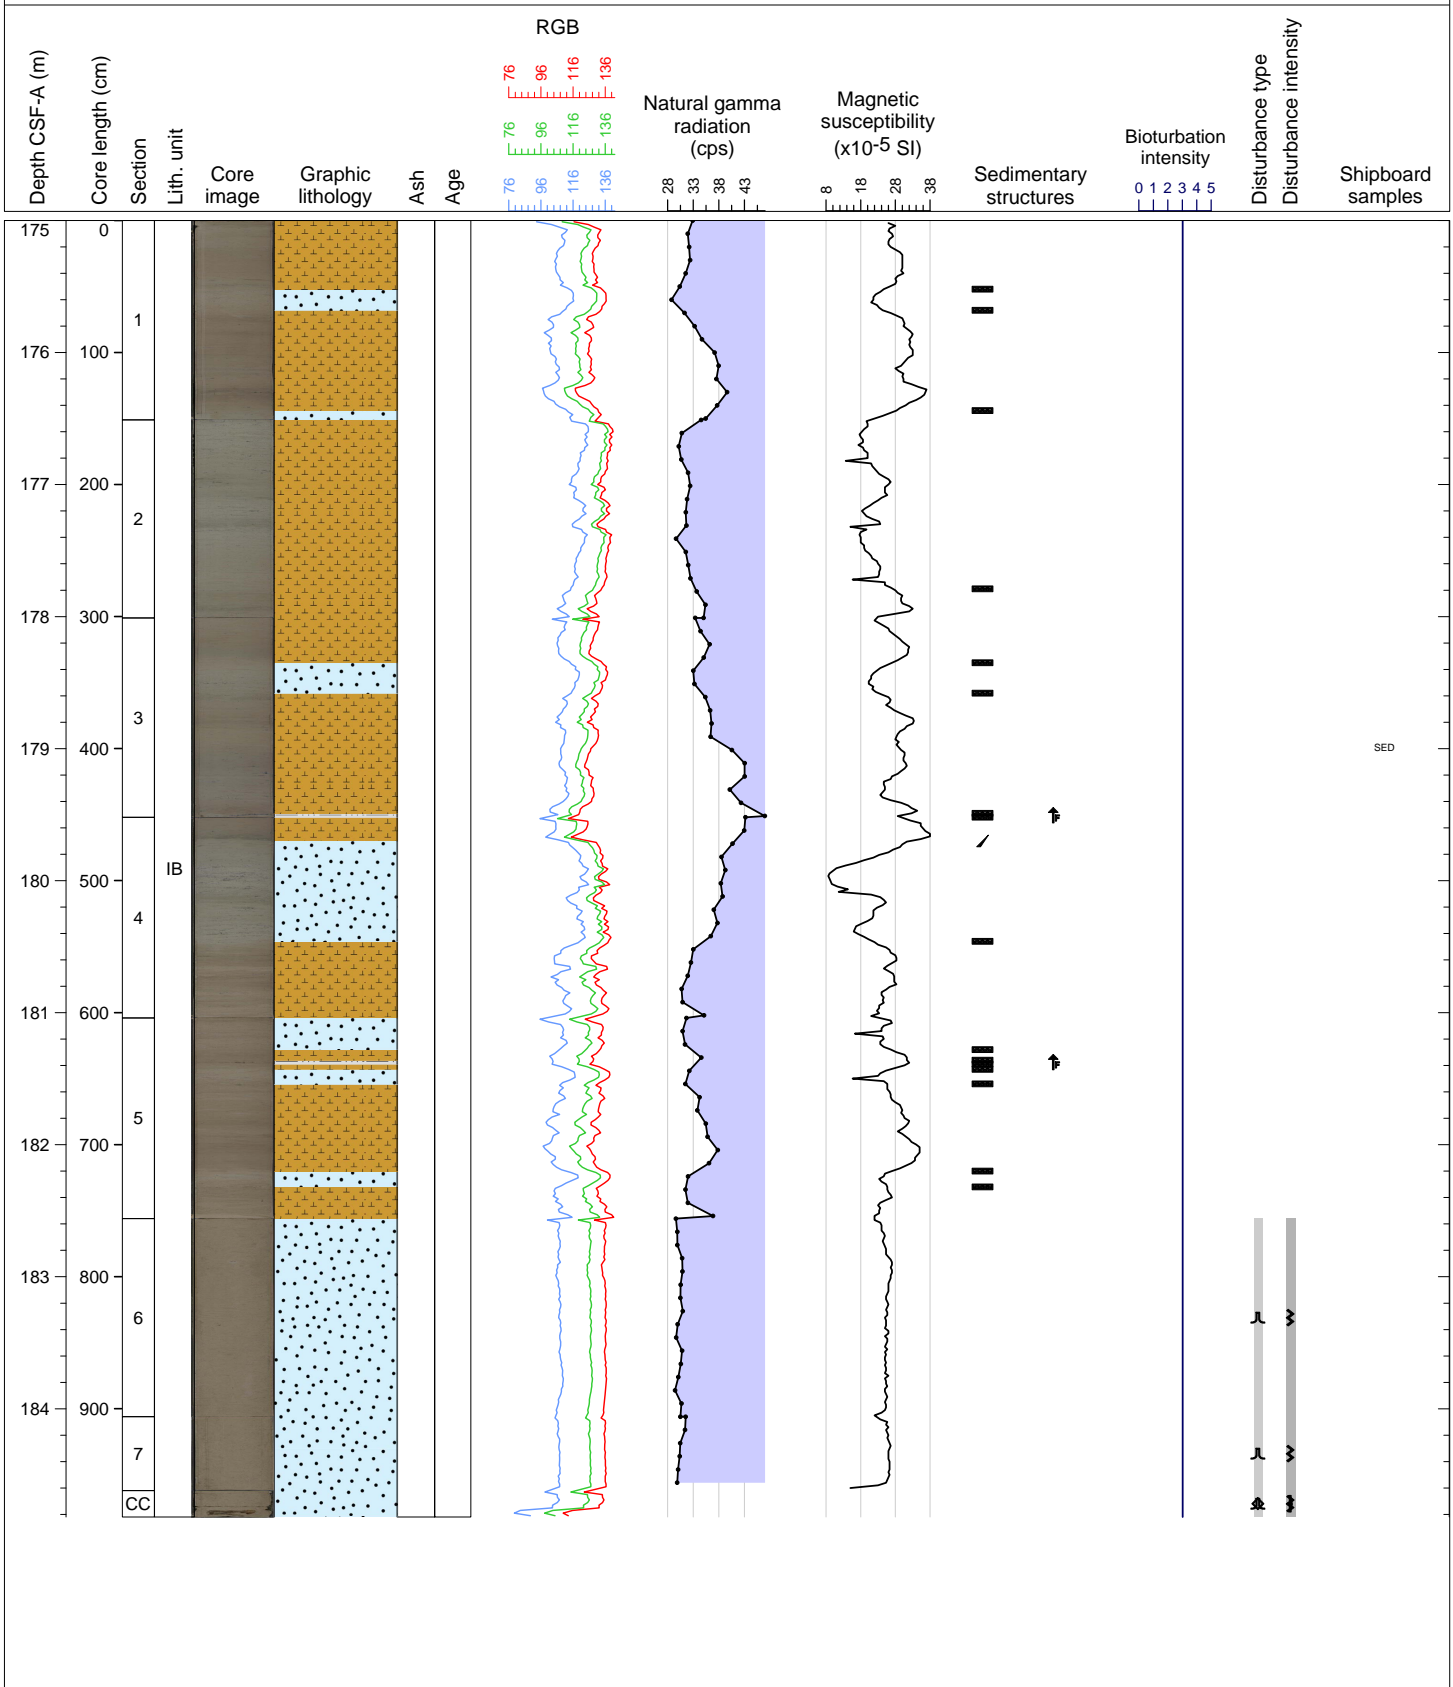 RGB
76 96 116 136
76 96 116 136
76 96 116 136
Depth CSF-A (m)
Core length (cm)
Section
Lith. unit
Core
image
Graphic
lithology
Ash
Age
Natural gamma
radiation
(cps)
28 33 38 43
Magnetic
susceptibility
(x10-5 SI)
8 18 28 38
Sedimentary
structures
Bioturbation
intensity
0 1 2 3 4 5
Disturbance type
Disturbance intensity
Shipboard
samples
175 0
1
176 100
177 200
2
178 300
3
179 400
SED
IB
180 500
4
181 600
5
182 700
183 800
6
184 900
7
CC